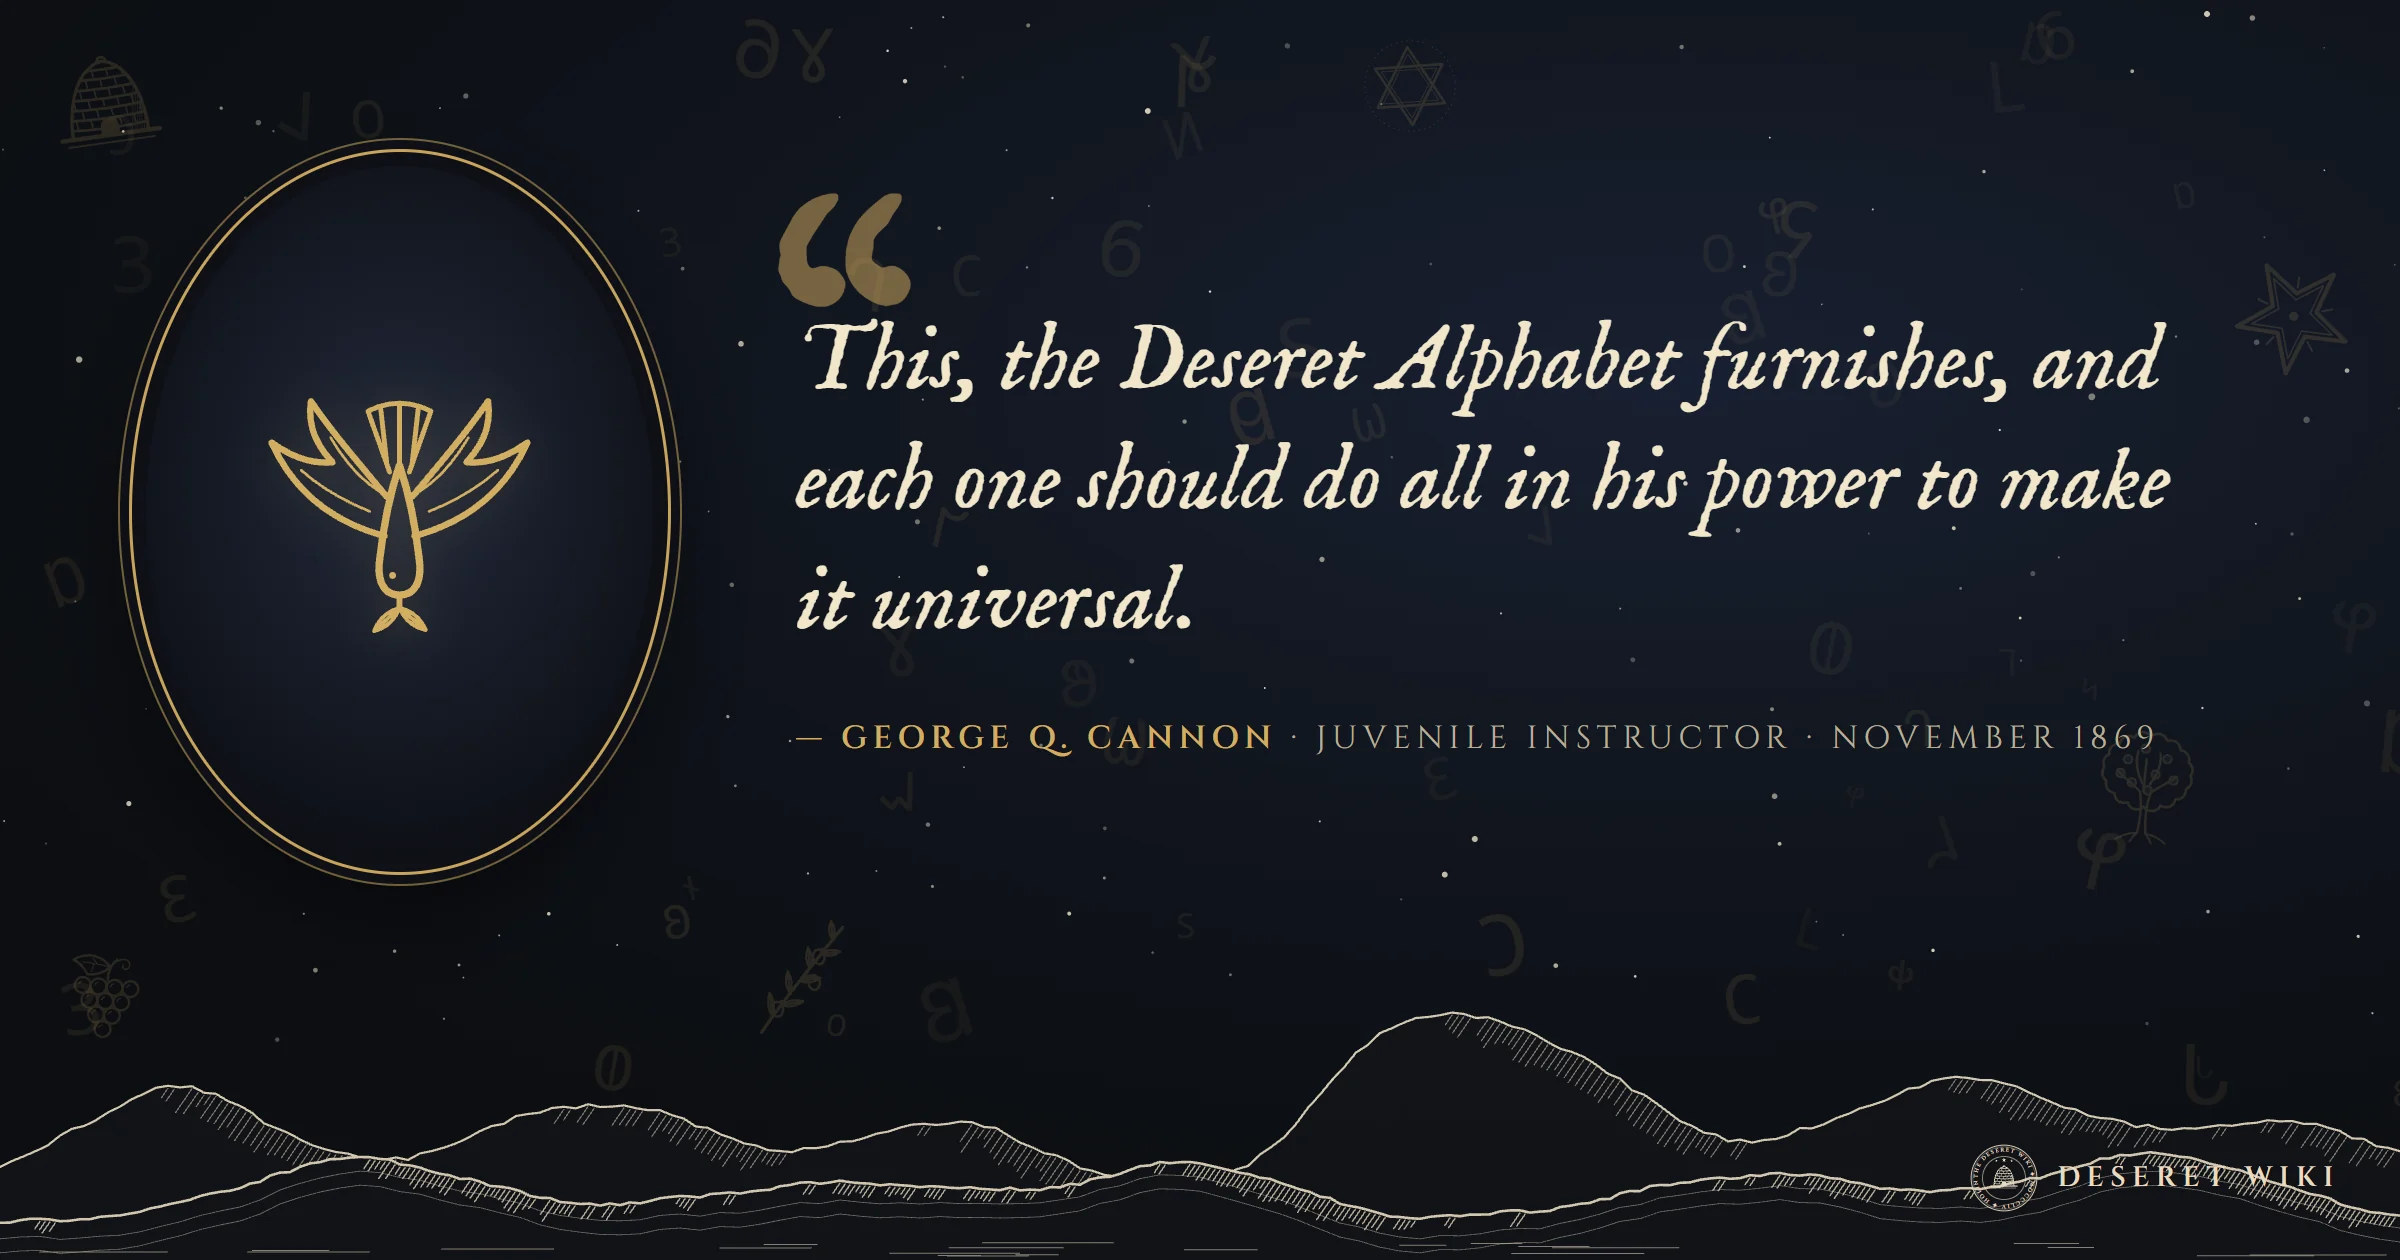 “
This, the Deseret Alphabet furnishes, and
each one should do all in his power to make
it universal.
— GEORGE Q. CANNON · JUVENILE INSTRUCTOR · NOVEMBER 1869
DESERET WIKI